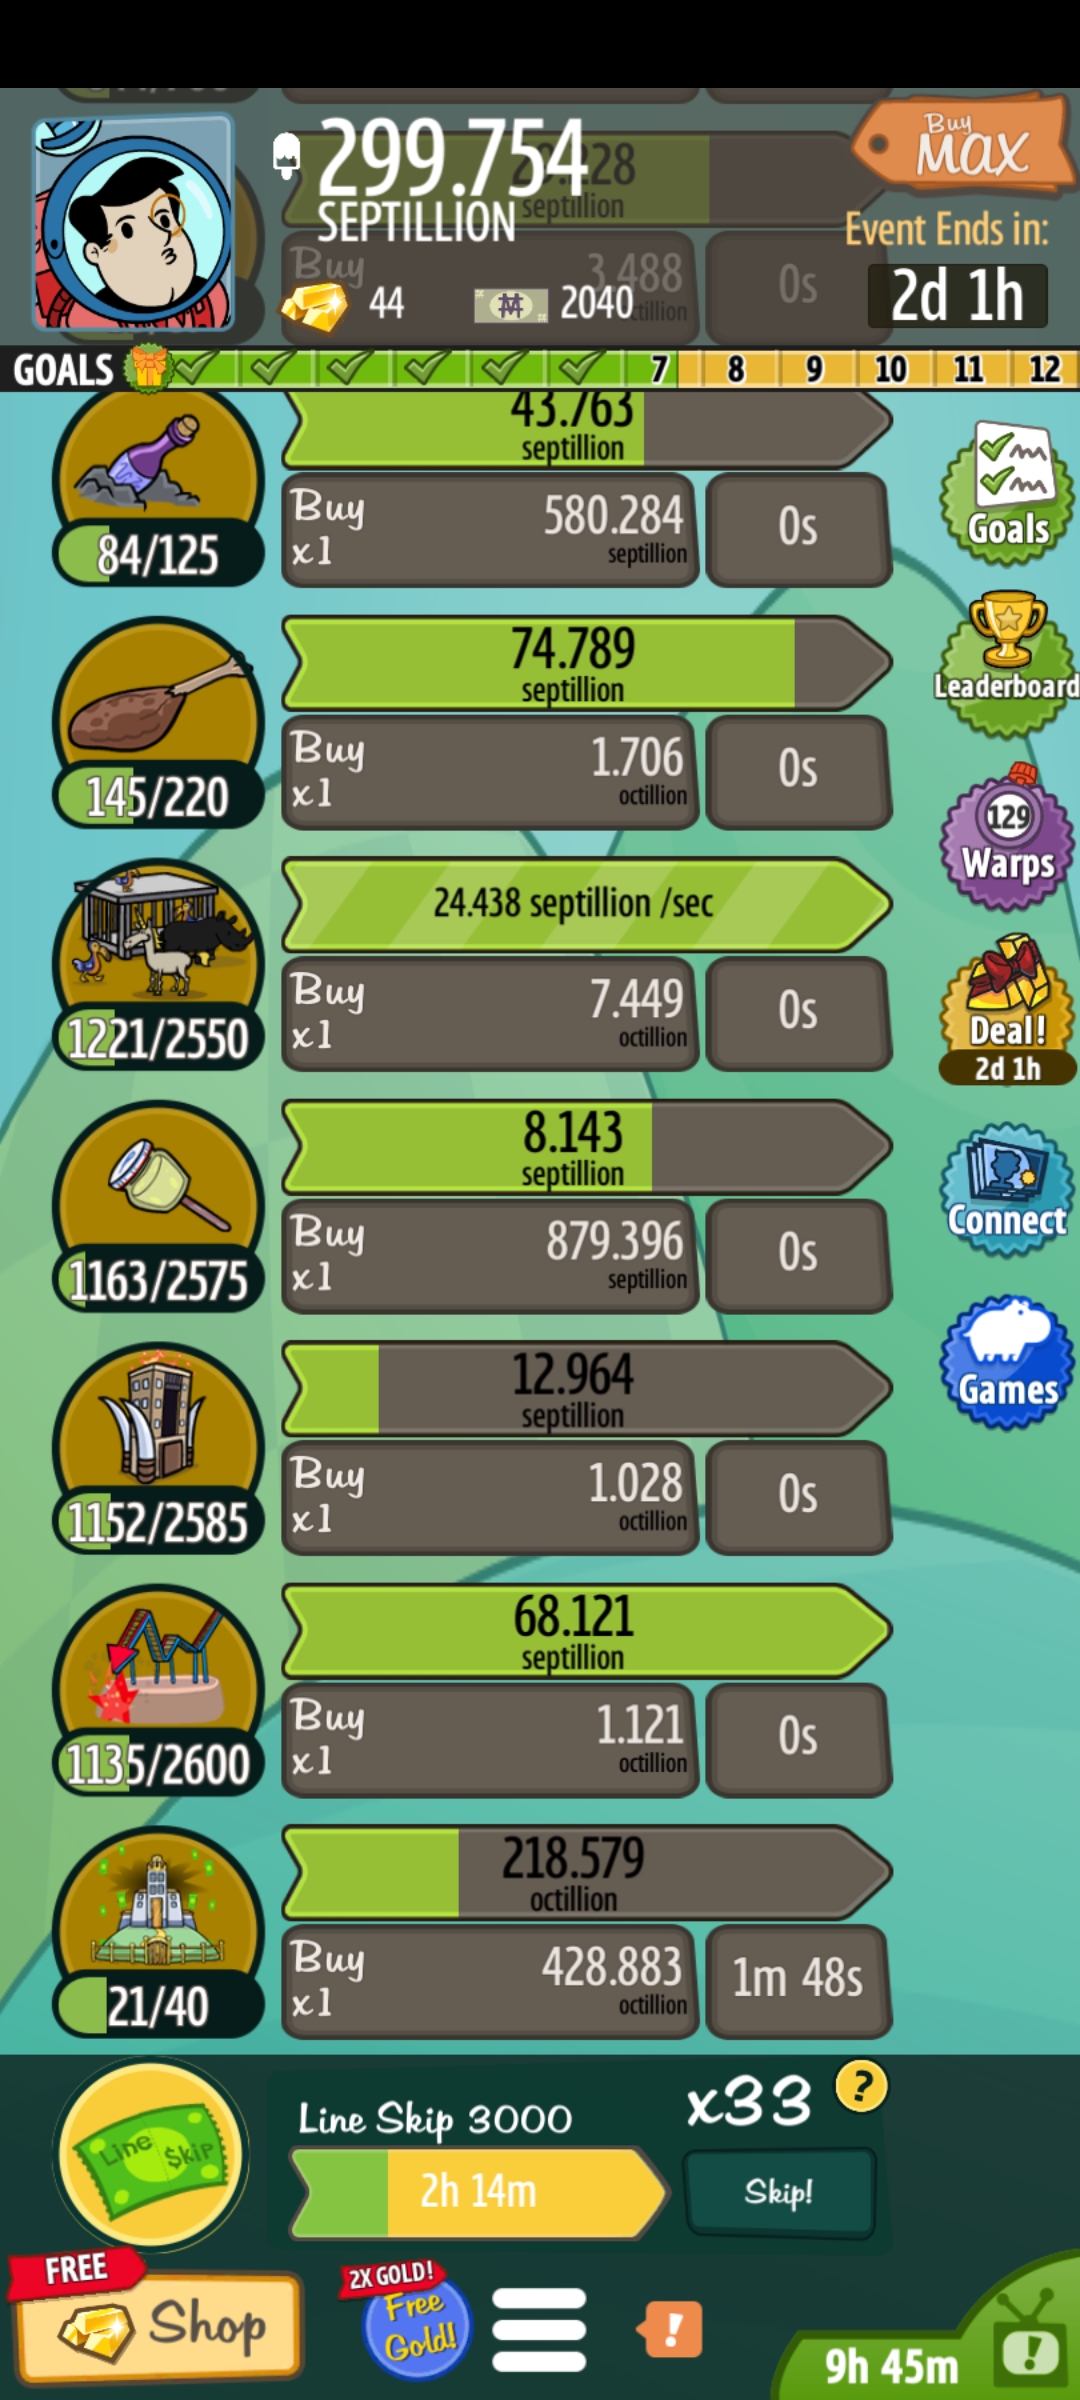 299.754
SEPTILLION
Buy
MAX
septillion
Event Ends in:
Buy
3.488
0s
44
2040
2d 1h
GOALS
7
8
9
10
11
12
43.763
septillion
Buy
x1
580.284
septillion
0s
84/125
Goals
74.789
septillion
Leaderboard
Buy
x1
1.706
octillion
0s
145/220
129
Warps
24.438 septillion /sec
Buy
x1
7.449
octillion
0s
1221/2550
Deal!
2d 1h
8.143
septillion
Buy
x1
879.396
septillion
0s
1163/2575
Connect
12.964
septillion
Games
Buy
x1
1.028
octillion
0s
1152/2585
68.121
septillion
Buy
x1
1.121
octillion
0s
1135/2600
218.579
octillion
Buy
x1
428.883
octillion
1m 48s
21/40
Line Skip
Line Skip 3000
x33
?
2h 14m
Skip!
FREE
Shop
2X GOLD!
Free
Gold!
!
9h 45m
!